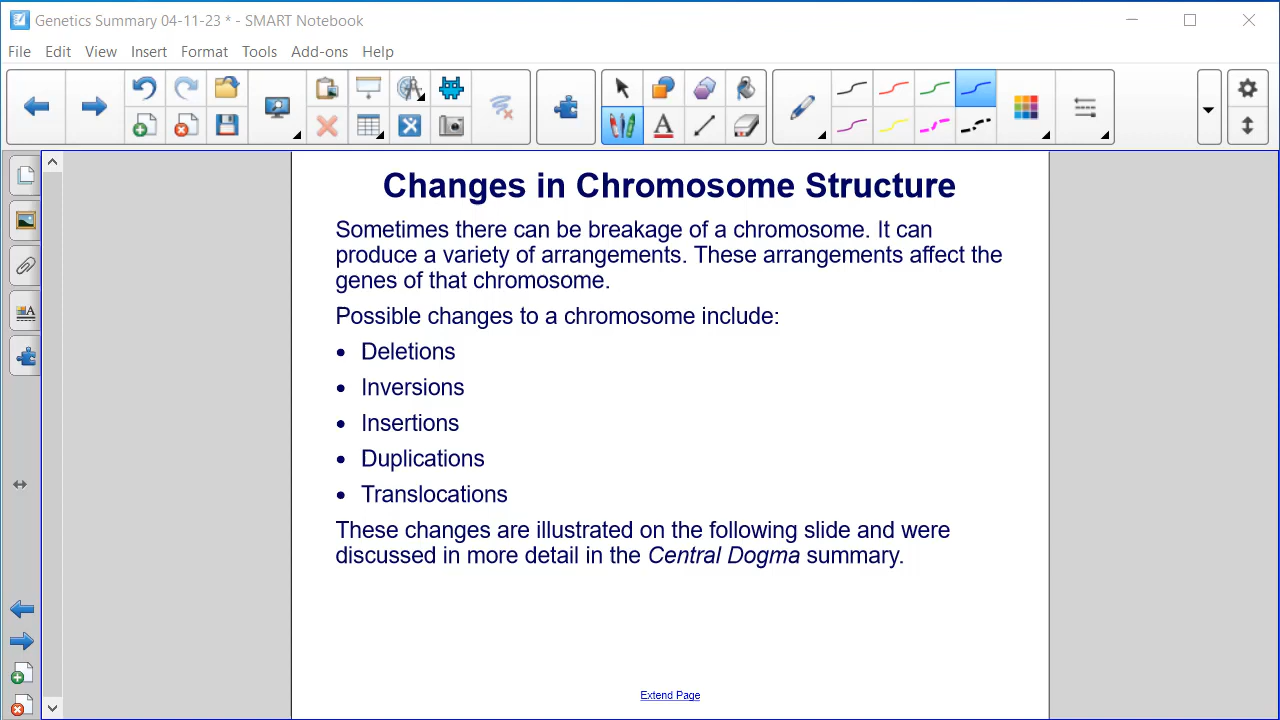 Genetics Summary 04-11-23 * - SMART Notebook
File Edit View Insert Format Tools Add-ons Help
Changes in Chromosome Structure
Sometimes there can be breakage of a chromosome. It can
produce a variety of arrangements. These arrangements affect the
genes of that chromosome.
Possible changes to a chromosome include:
• Deletions
• Inversions
• Insertions
• Duplications
• Translocations
These changes are illustrated on the following slide and were
discussed in more detail in the Central Dogma summary.
Extend Page